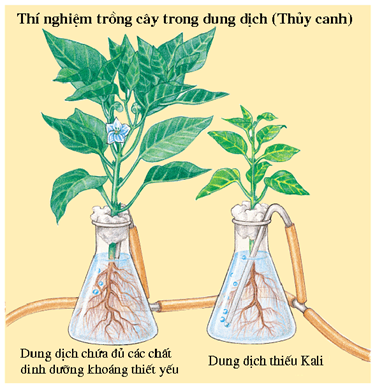 Thí nghiệm trồng cây trong dung dịch (Thủy canh)
Dung dịch chứa đủ các chất
dinh dưỡng khoáng thiết yếu
Dung dịch thiếu Kali